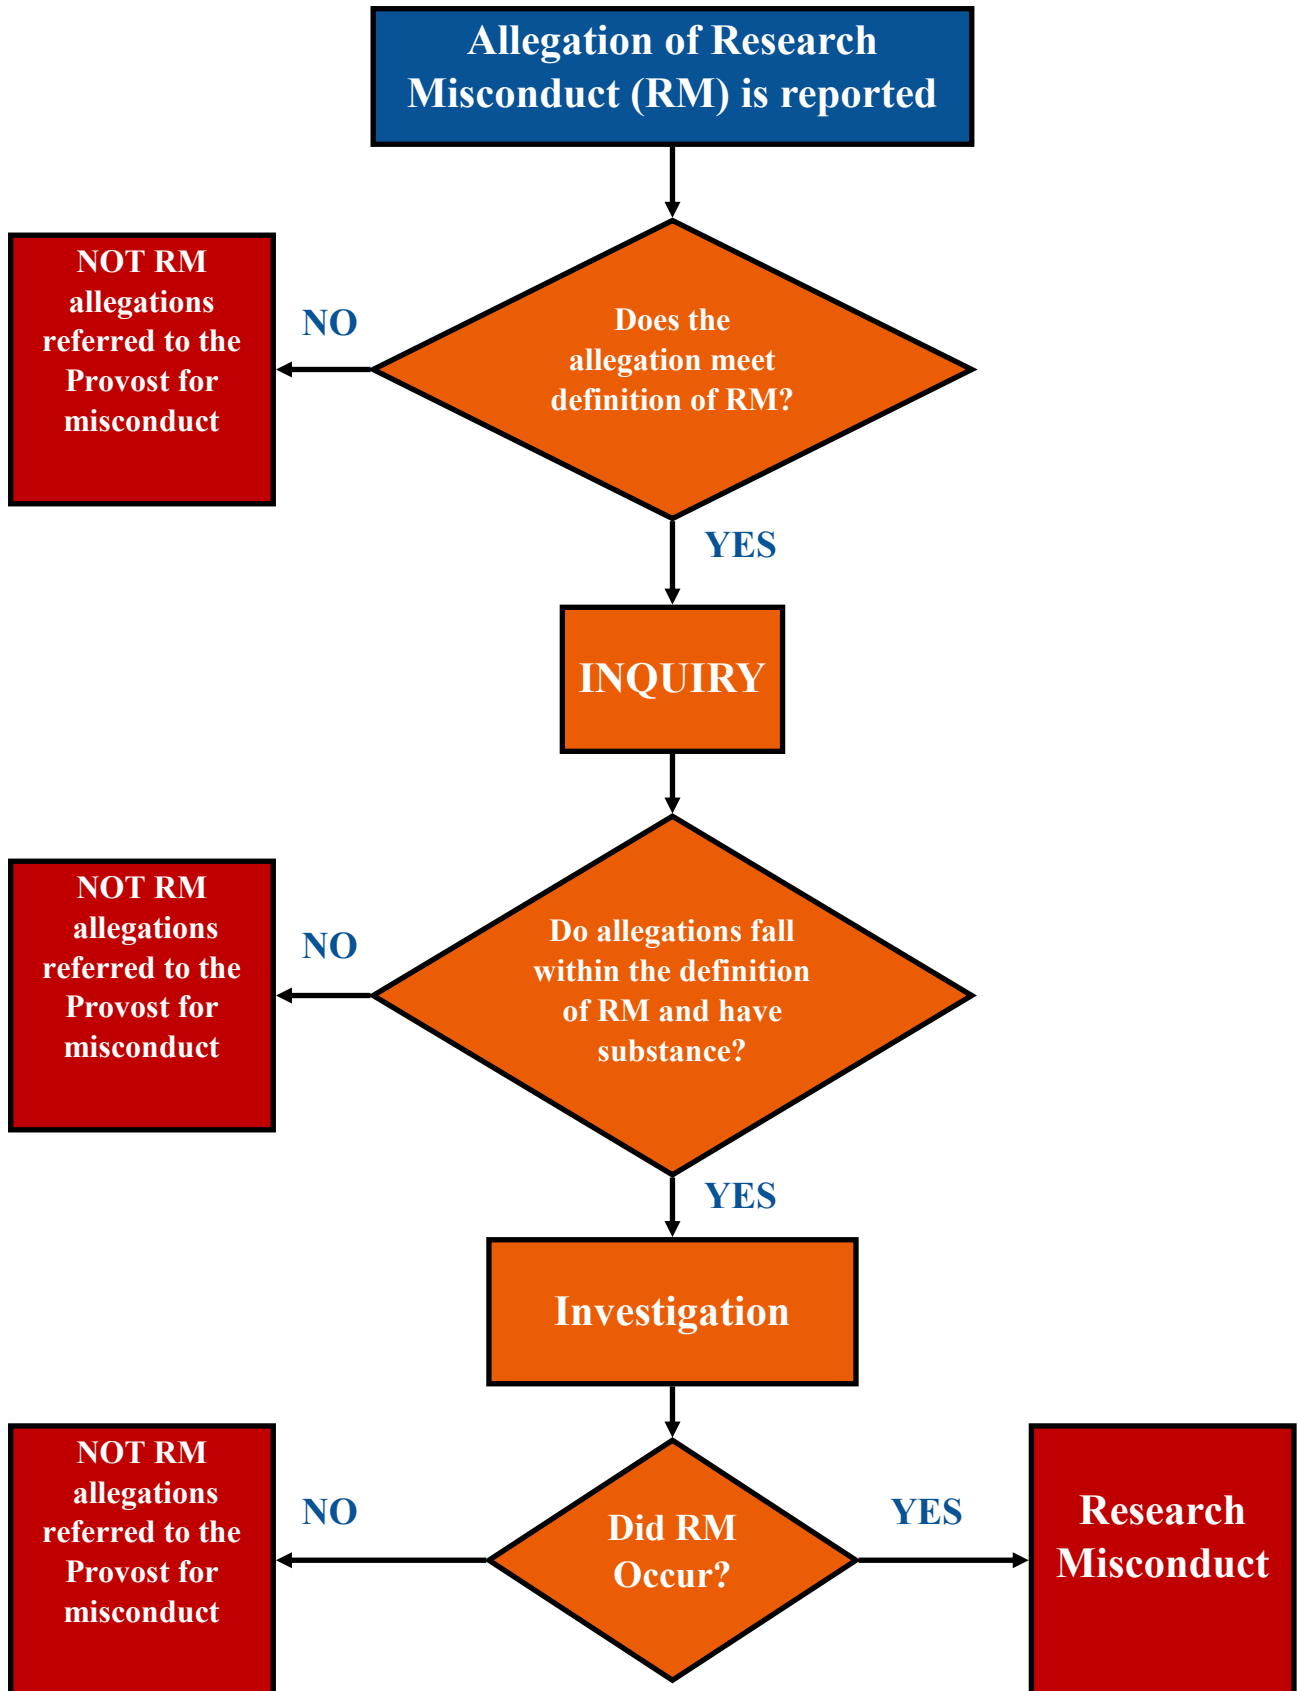 Allegation of Research
Misconduct (RM) is reported
NOT RM
allegations
referred to the
Provost for
misconduct
NO
Does the
allegation meet
definition of RM?
YES
INQUIRY
NOT RM
allegations
referred to the
Provost for
misconduct
NO
Do allegations fall
within the definition
of RM and have
substance?
YES
Investigation
NOT RM
allegations
referred to the
Provost for
misconduct
NO
Did RM
Occur?
YES
Research
Misconduct